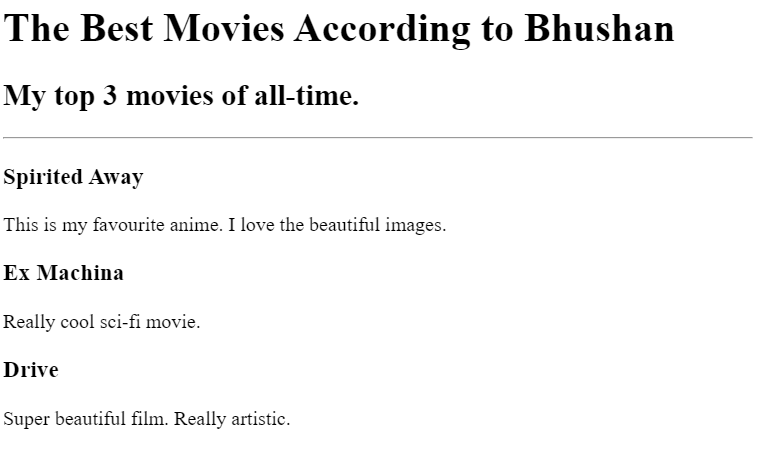 The Best Movies According to Bhushan
My top 3 movies of all-time.
Spirited Away
This is my favourite anime. I love the beautiful images.
Ex Machina
Really cool sci-fi movie.
Drive
Super beautiful film. Really artistic.